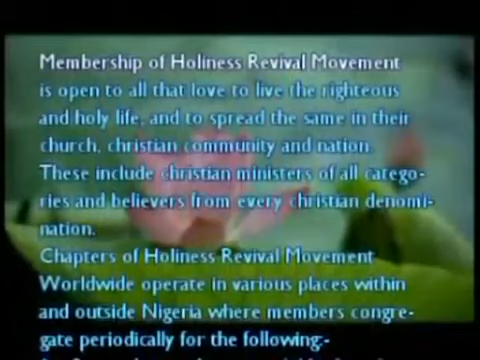 Membership of Holiness Revival Movement
is open to all that love to live the righteous
and holy life, and to spread the same in their
church, christian community and nation.
These include christian ministers of all catego-
ries and believers from every christian denomi-
nation.
Chapters of Holiness Revival Movement
Worldwide operate in various places within
and outside Nigeria where members congre-
gate periodically for the following:-